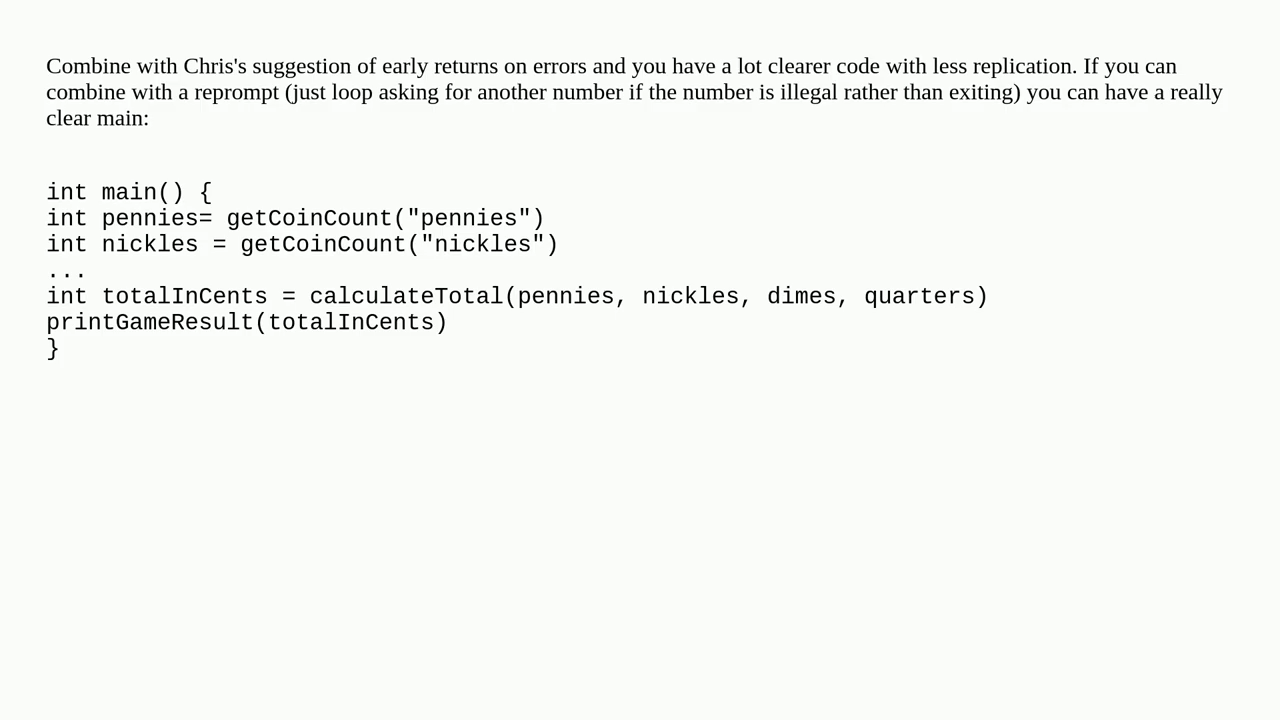 Combine with Chris's suggestion of early returns on errors and you have a lot clearer code with less replication. If you can
combine with a reprompt (just loop asking for another number if the number is illegal rather than exiting) you can have a really
clear main:
int main() {
int pennies= getCoinCount("pennies")
int nickles = getCoinCount("nickles")
...
int totalInCents = calculateTotal(pennies, nickles, dimes, quarters)
printGameResult(totalInCents)
}